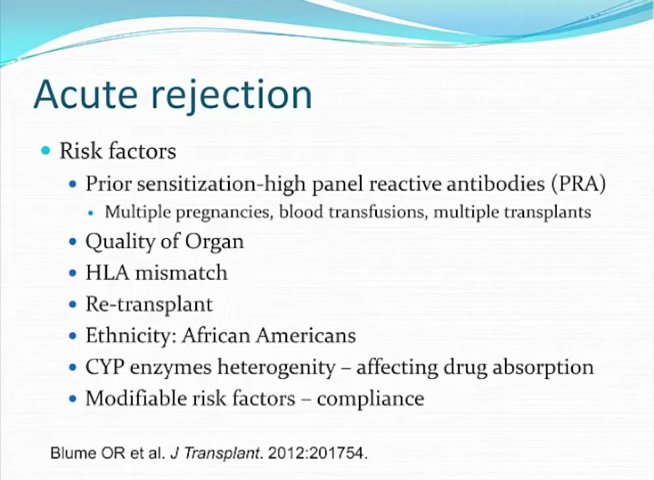 Acute rejection
• Risk factors
• Prior sensitization-high panel reactive antibodies (PRA)
• Multiple pregnancies, blood transfusions, multiple transplants
• Quality of Organ
• HLA mismatch
• Re-transplant
• Ethnicity: African Americans
• CYP enzymes heterogenity – affecting drug absorption
• Modifiable risk factors – compliance
Blume OR et al. J Transplant. 2012:201754.